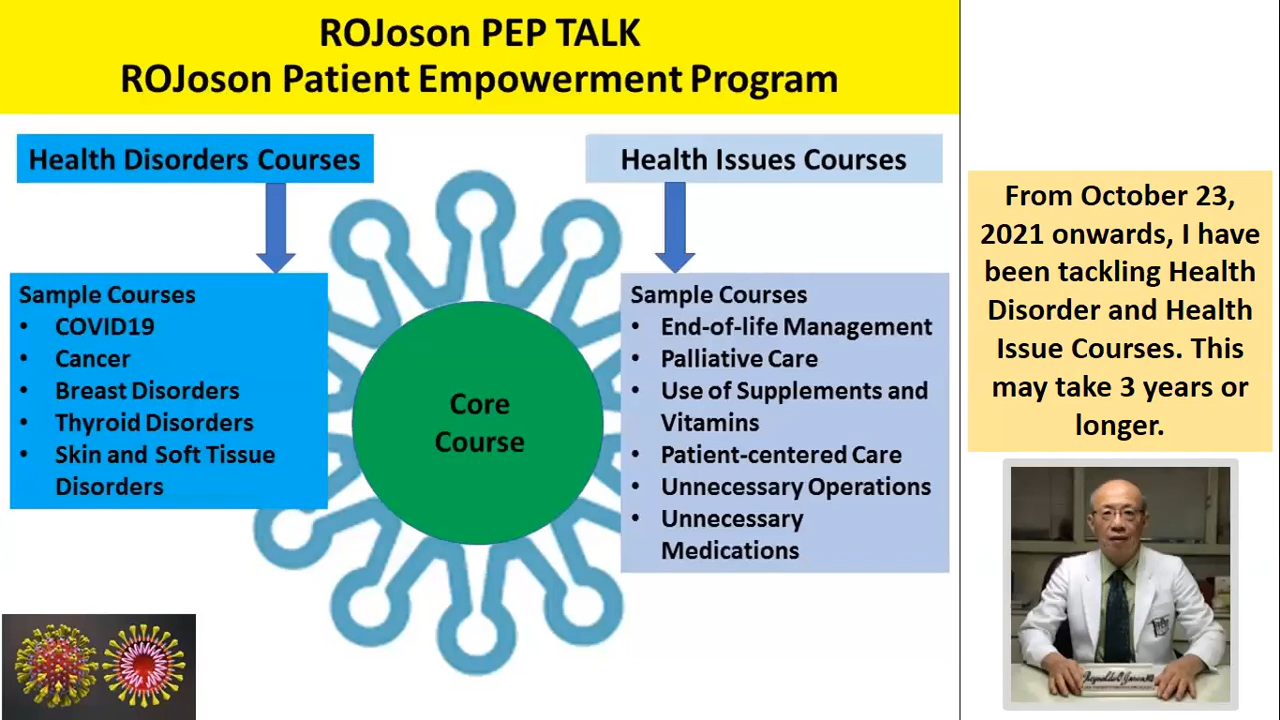 ROJoson PEP TALK
ROJoson Patient Empowerment Program
Health Disorders Courses
Sample Courses
• COVID19
• Cancer
• Breast Disorders
• Thyroid Disorders
• Skin and Soft Tissue
Disorders
Core
Course
Health Issues Courses
Sample Courses
• End-of-life Management
• Palliative Care
• Use of Supplements and
Vitamins
• Patient-centered Care
• Unnecessary Operations
• Unnecessary
Medications
From October 23,
2021 onwards, I have
been tackling Health
Disorder and Health
Issue Courses. This
may take 3 years or
longer.